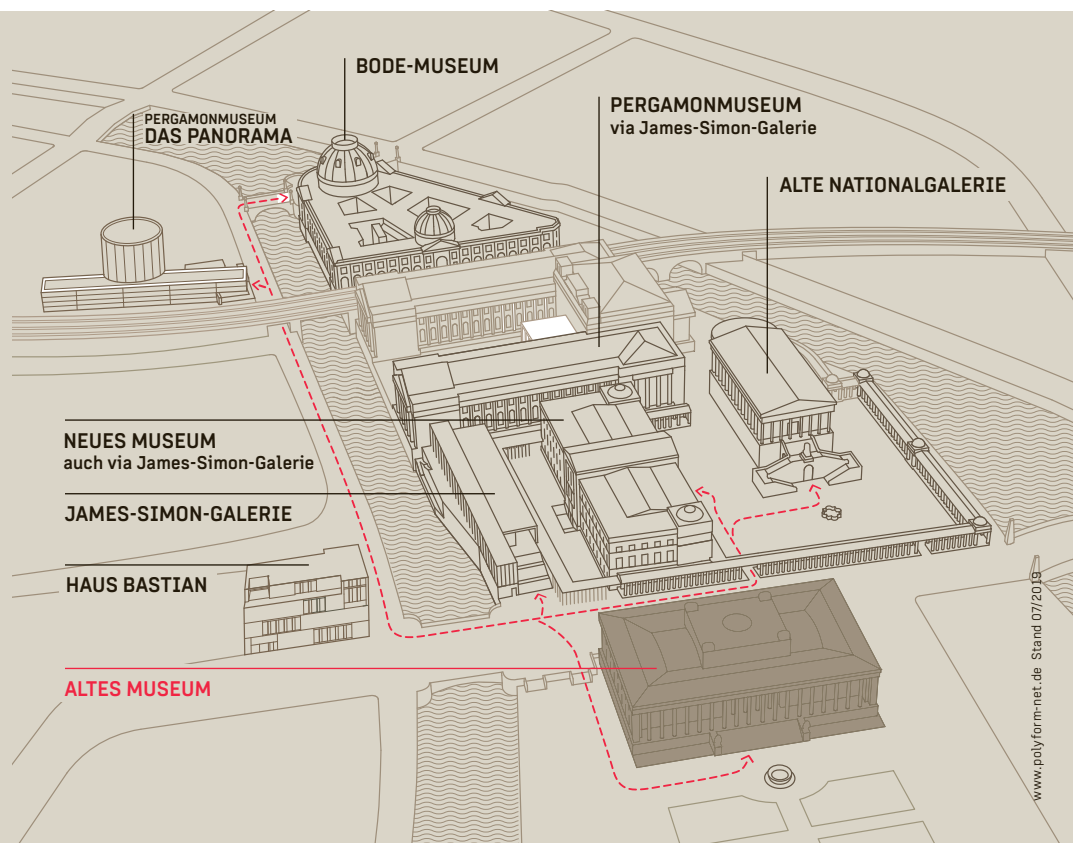 BODE-MUSEUM
PERGAMONMUSEUM
DAS PANORAMA
PERGAMONMUSEUM
via James-Simon-Galerie
ALTE NATIONALGALERIE
NEUES MUSEUM
auch via James-Simon-Galerie
JAMES-SIMON-GALERIE
HAUS BASTIAN
ALTES MUSEUM
www.polyform-net.de Stand 07/2019